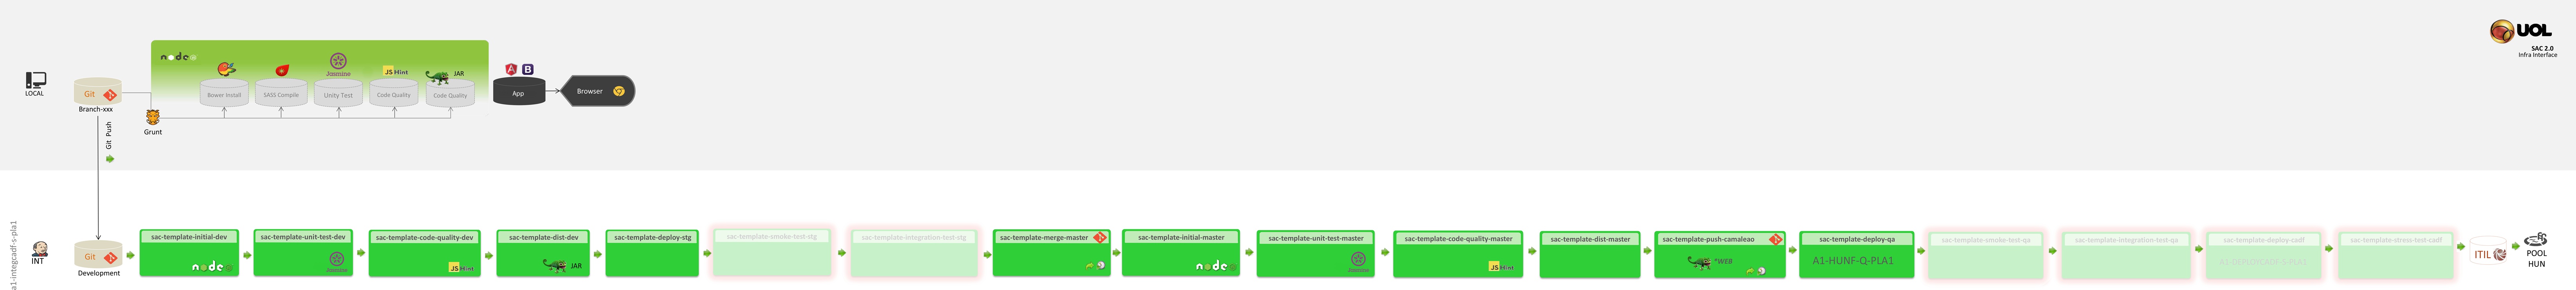 UOL
SAC 2.0
Infra Interface
node
Jasmine
JS Hint
JAR
B
LOCAL
Git
Bower Install
SASS Compile
Unity Test
Code Quality
Code Quality
App
Browser
Branch-xxx
Grunt
Git Push
a1-integcadf-s-pla1
INT
Git
Development
sac-template-initial-dev
node
sac-template-unit-test-dev
Jasmine
sac-template-code-quality-dev
JS Hint
sac-template-dist-dev
JAR
sac-template-deploy-stg
sac-template-smoke-test-stg
sac-template-integration-test-stg
sac-template-merge-master
sac-template-initial-master
node
sac-template-unit-test-master
Jasmine
sac-template-code-quality-master
JS Hint
sac-template-dist-master
sac-template-push-camaleao
*WEB
sac-template-deploy-qa
A1-HUNF-Q-PLA1
sac-template-smoke-test-qa
sac-template-integration-test-qa
sac-template-deploy-cadf
sac-template-stress-test-cadf
ITIL
POOL
HUN